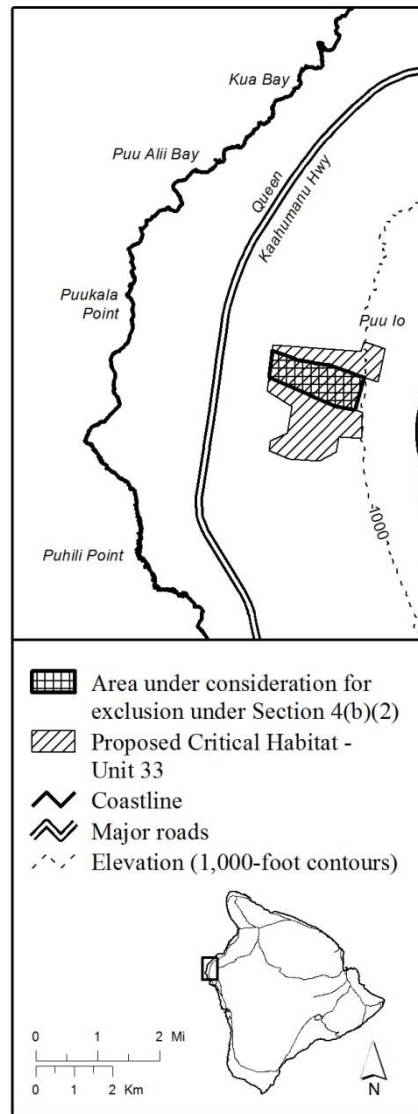 Kua Bay
Puu Alii Bay
Queen
Kaahumanu Hwy
Puukala
Point
Puu Io
1000
Puhili Point
Area under consideration for
exclusion under Section 4(b)(2)
Proposed Critical Habitat -
Unit 33
Coastline
Major roads
Elevation (1,000-foot contours)
0 1 2 Mi
0 1 2 Km
N